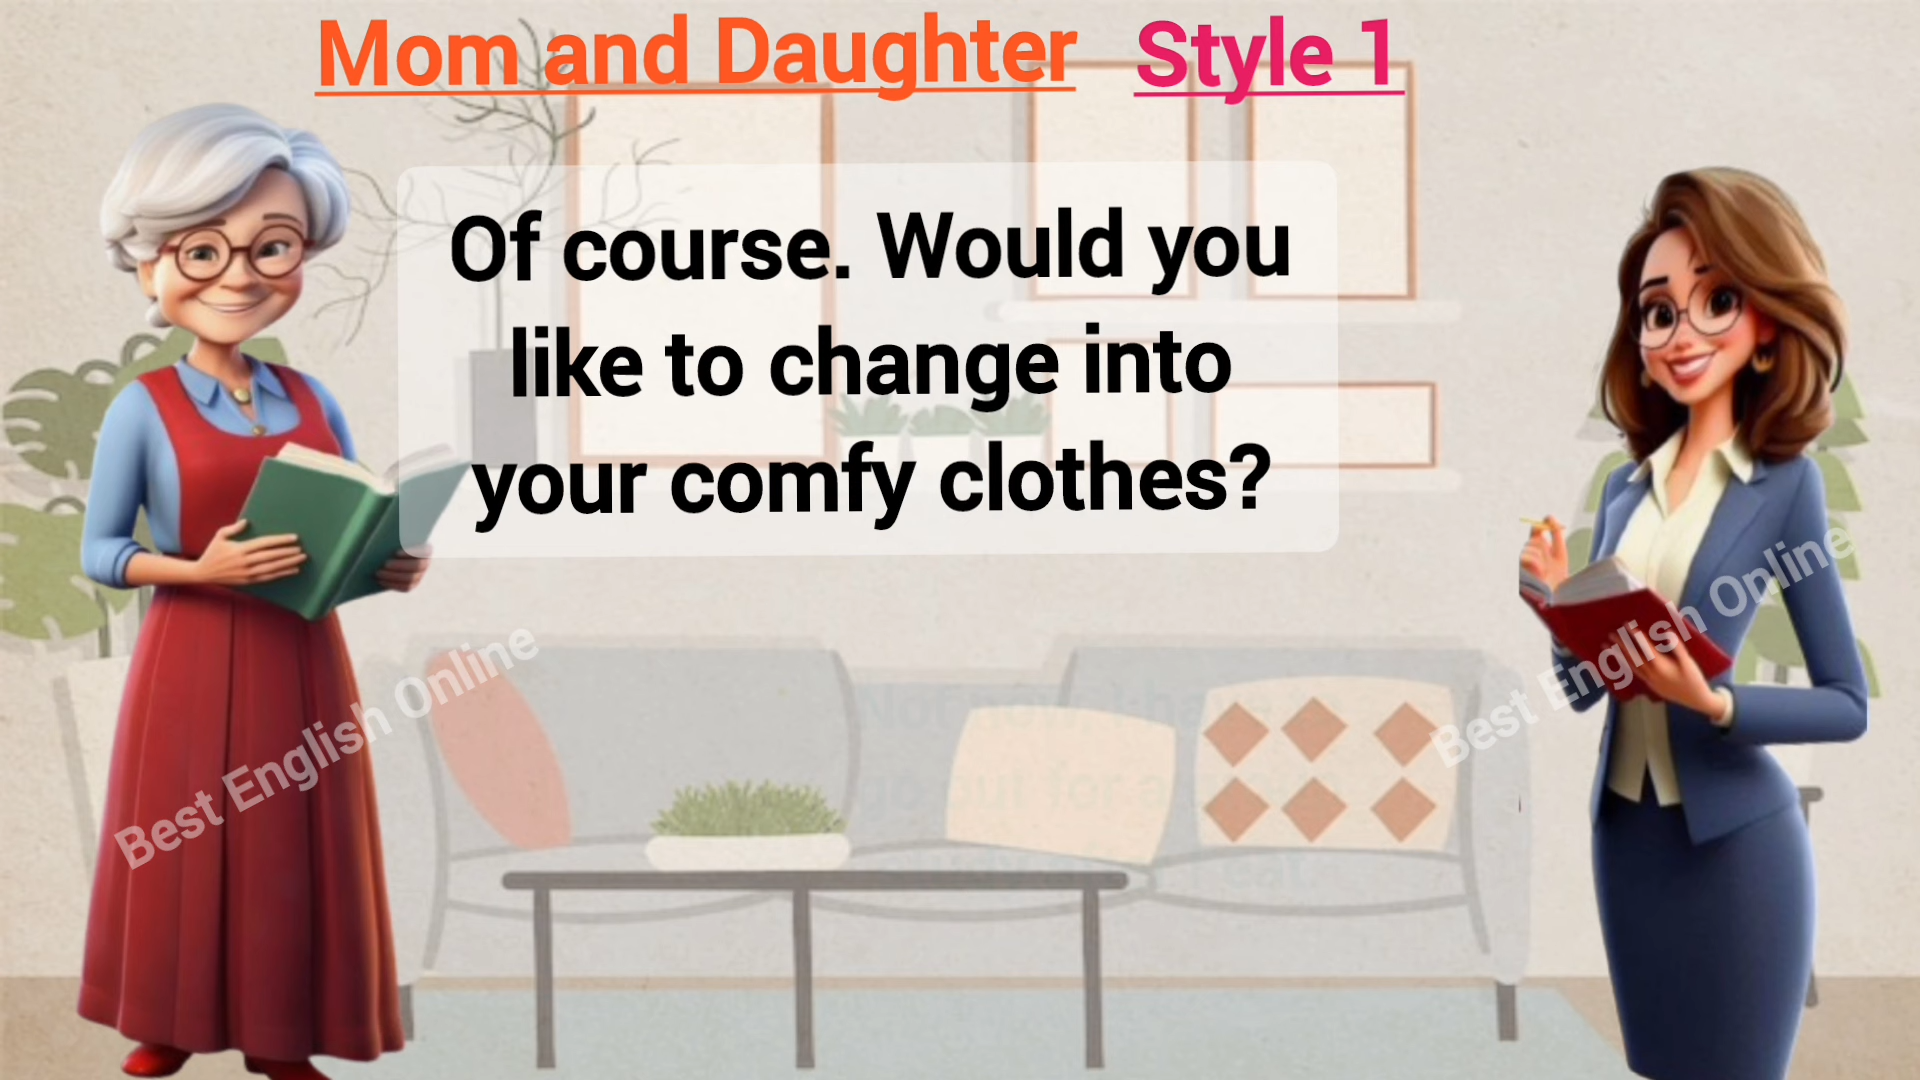 Mom and Daughter Style 1
Of course. Would you
like to change into
your comfy clothes?
Best English Online
Best English Online